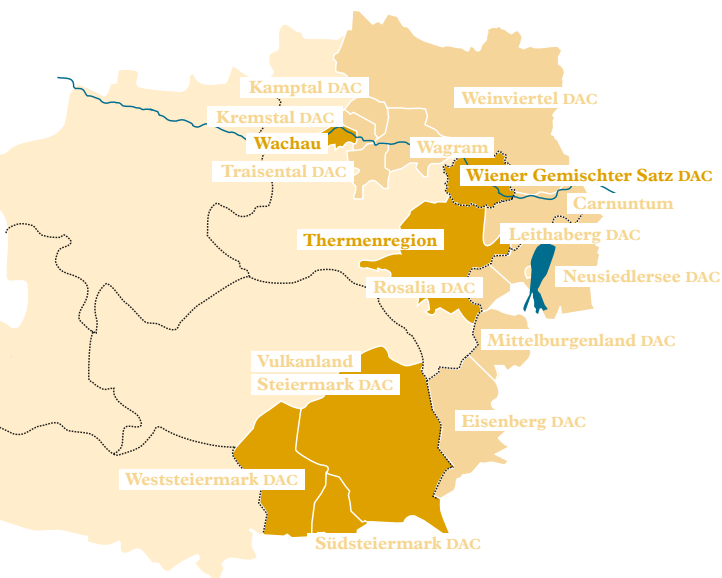 Kamptal DAC
Weinviertel DAC
Kremstal DAC
Wachau
Wagram
Traisental DAC
Wiener Gemischter Satz DAC
Carnuntum
Thermenregion
Leithaberg DAC
Neusiedlersee DAC
Rosalia DAC
Mittelburgenland DAC
Vulkanland
Steiermark DAC
Eisenberg DAC
Weststeiermark DAC
Südsteiermark DAC